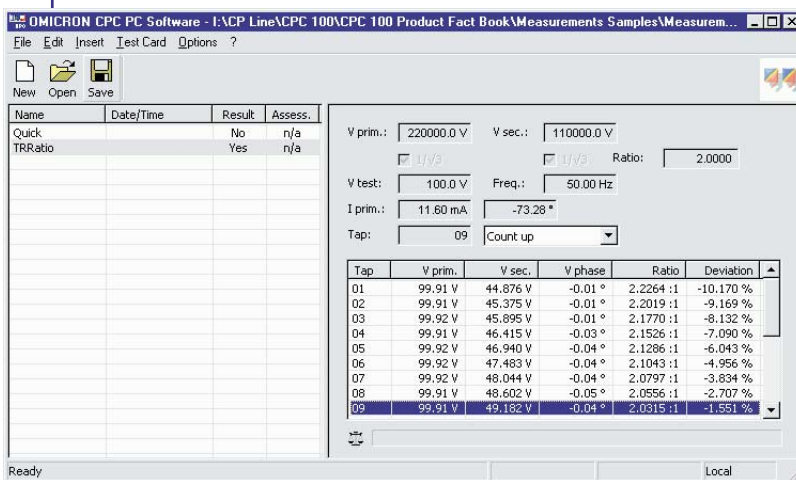 OMICRON CPC PC Software - I:\CP Line\CPC 100\CPC 100 Product Fact Book\Measurements Samples\Measurem...
File Edit Insert Test Card Options ?
New Open Save
Name Date/Time Result Assess.
Quick No n/a
TRRatio Yes n/a
V prim.: 220000.0 V V sec.: 110000.0 V
1/√3 1/√3 Ratio: 2.0000
V test: 100.0 V Freq.: 50.00 Hz
I prim.: 11.60 mA -73.28 °
Tap: 09 Count up
Tap V prim. V sec. V phase Ratio Deviation
01 99.91 V 44.876 V -0.01 ° 2.2264 :1 -10.170 %
02 99.91 V 45.375 V -0.01 ° 2.2019 :1 -9.169 %
03 99.92 V 45.895 V -0.01 ° 2.1770 :1 -8.132 %
04 99.91 V 46.415 V -0.03 ° 2.1526 :1 -7.090 %
05 99.92 V 46.940 V -0.04 ° 2.1286 :1 -6.043 %
06 99.92 V 47.483 V -0.04 ° 2.1043 :1 -4.956 %
07 99.92 V 48.044 V -0.04 ° 2.0797 :1 -3.834 %
08 99.91 V 48.602 V -0.05 ° 2.0556 :1 -2.707 %
09 99.91 V 49.182 V -0.04 ° 2.0315 :1 -1.551 %
Ready Local